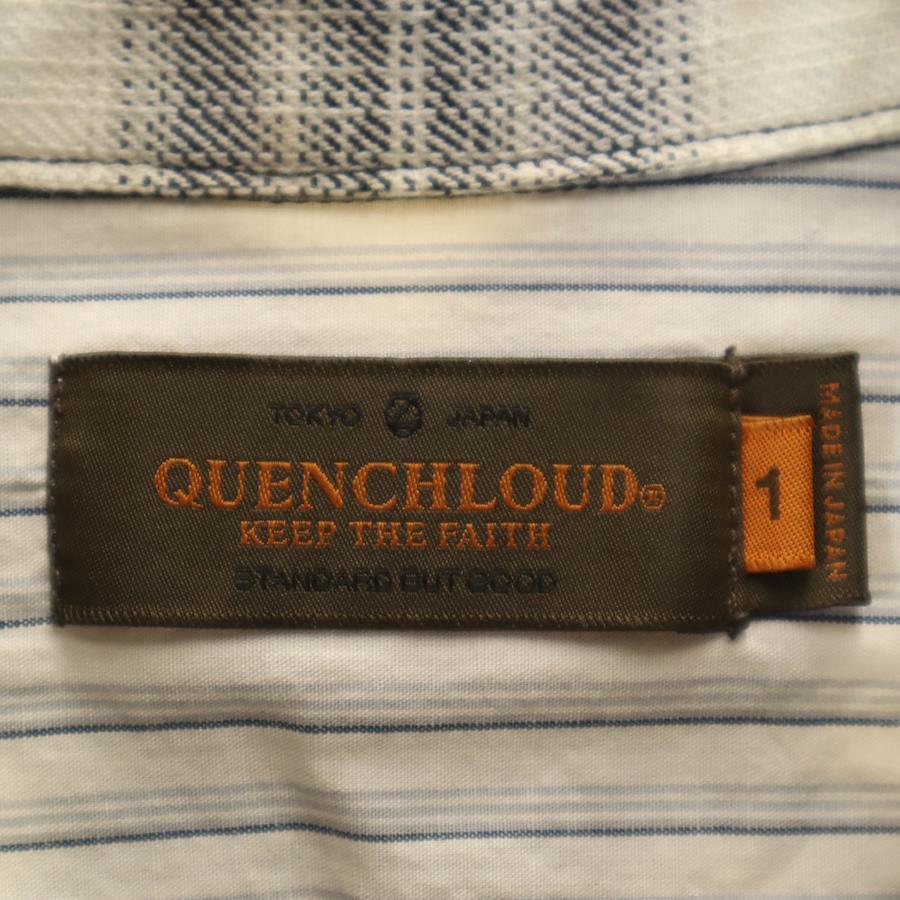 TOKYO Z JAPAN
QUENCHLOUD
KEEP THE FAITH
STANDARD BUT GOOD
1
MADE IN JAPAN